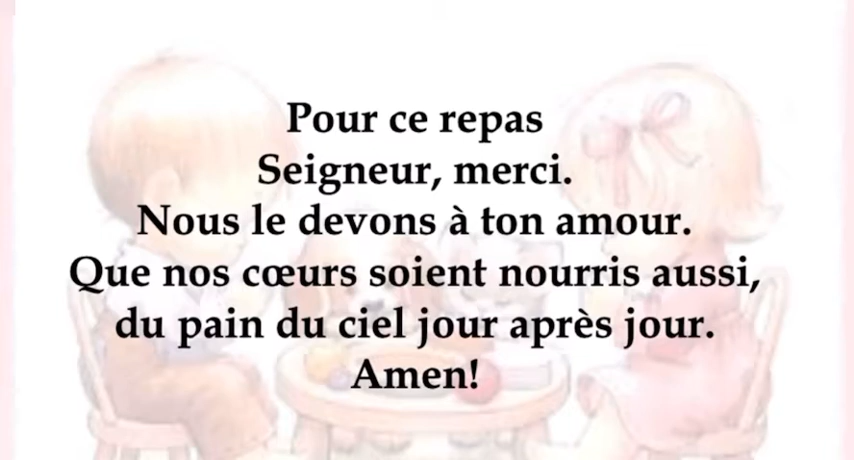 Pour ce repas
Seigneur, merci.
Nous le devons à ton amour.
Que nos cœurs soient nourris aussi,
du pain du ciel jour après jour.
Amen!